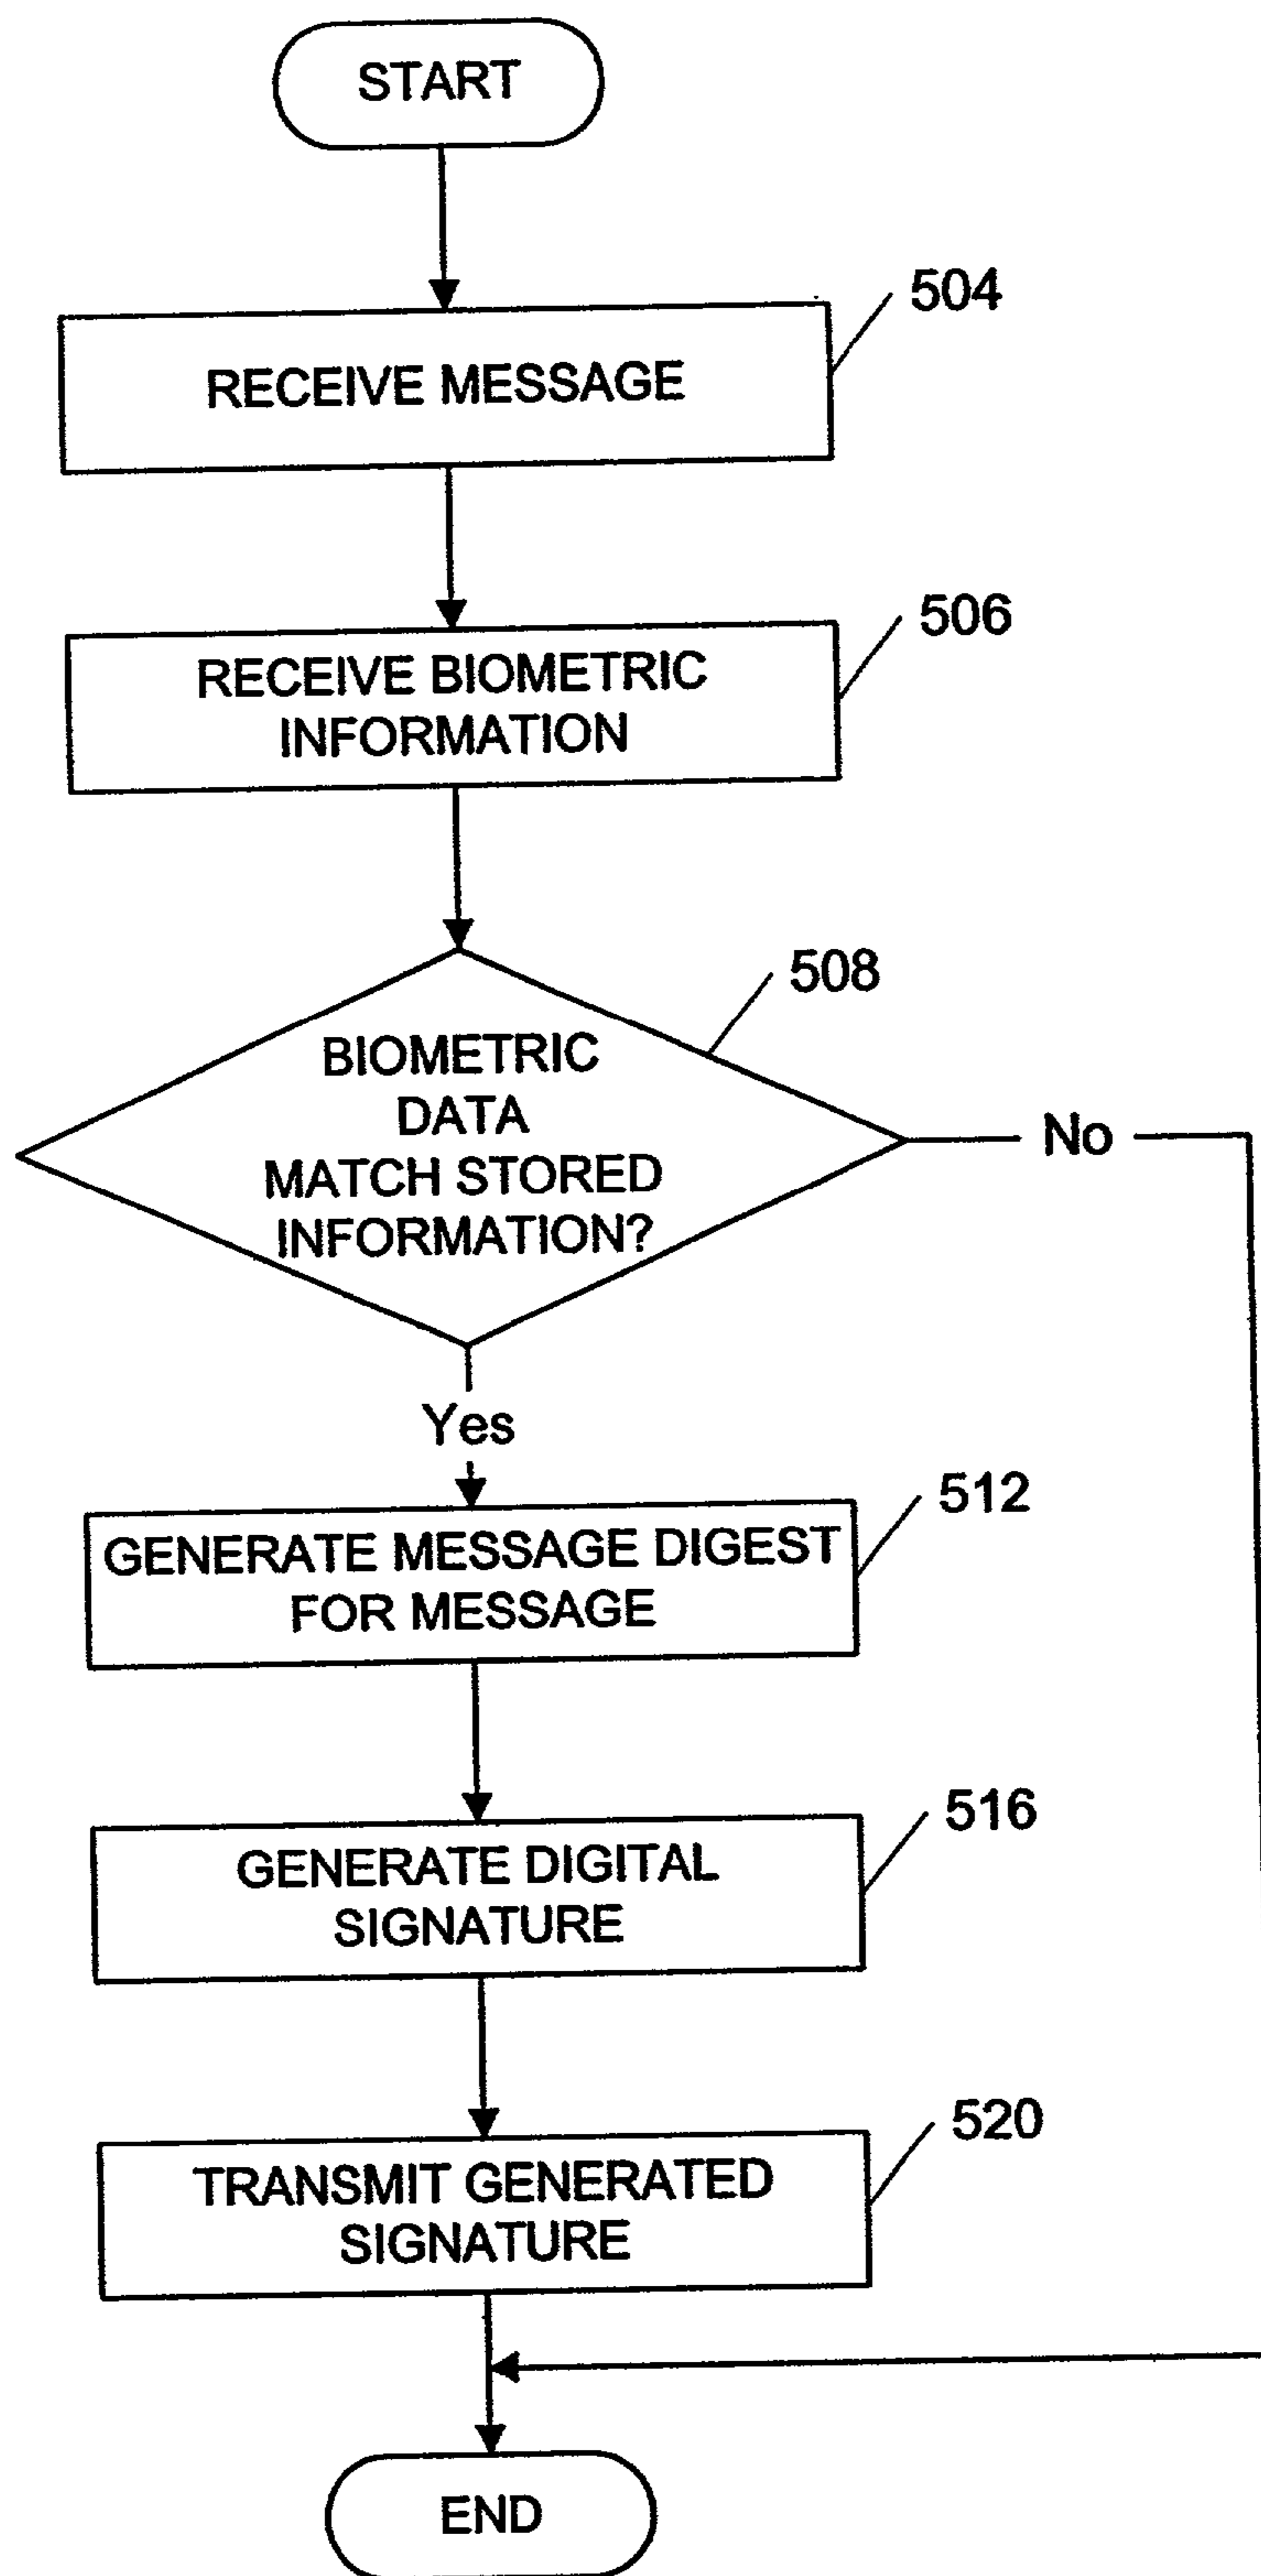 START
504
RECEIVE MESSAGE
506
RECEIVE BIOMETRIC
INFORMATION
508
BIOMETRIC
DATA
MATCH STORED
INFORMATION?
No
Yes
512
GENERATE MESSAGE DIGEST
FOR MESSAGE
516
GENERATE DIGITAL
SIGNATURE
520
TRANSMIT GENERATED
SIGNATURE
END